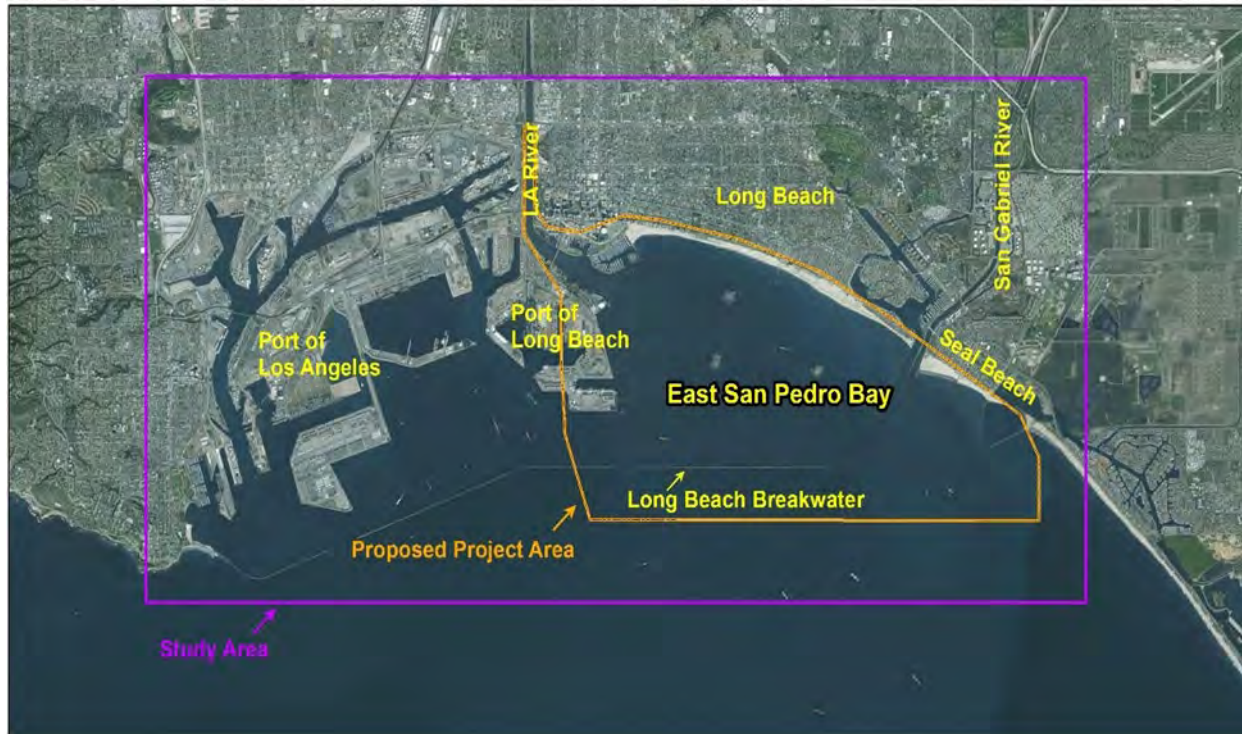 LA River
Long Beach
San Gabriel River
Port of
Los Angeles
Port of
Long Beach
Seal Beach
East San Pedro Bay
Long Beach Breakwater
Proposed Project Area
Study Area